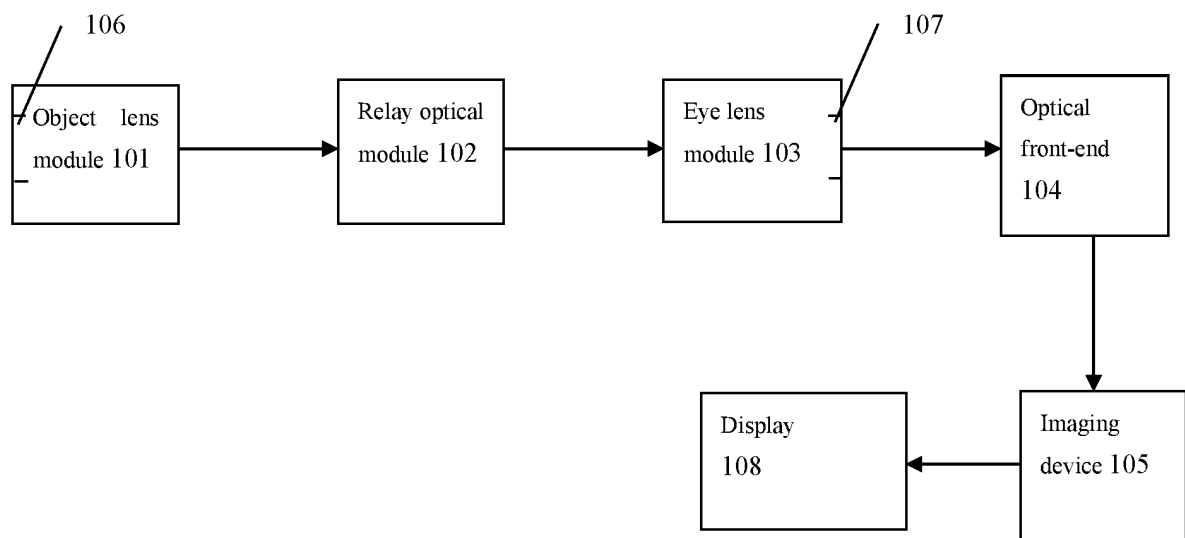 106
107
Object lens
module 101
Relay optical
module 102
Eye lens
module 103
Optical
front-end
104
Display
108
Imaging
device 105